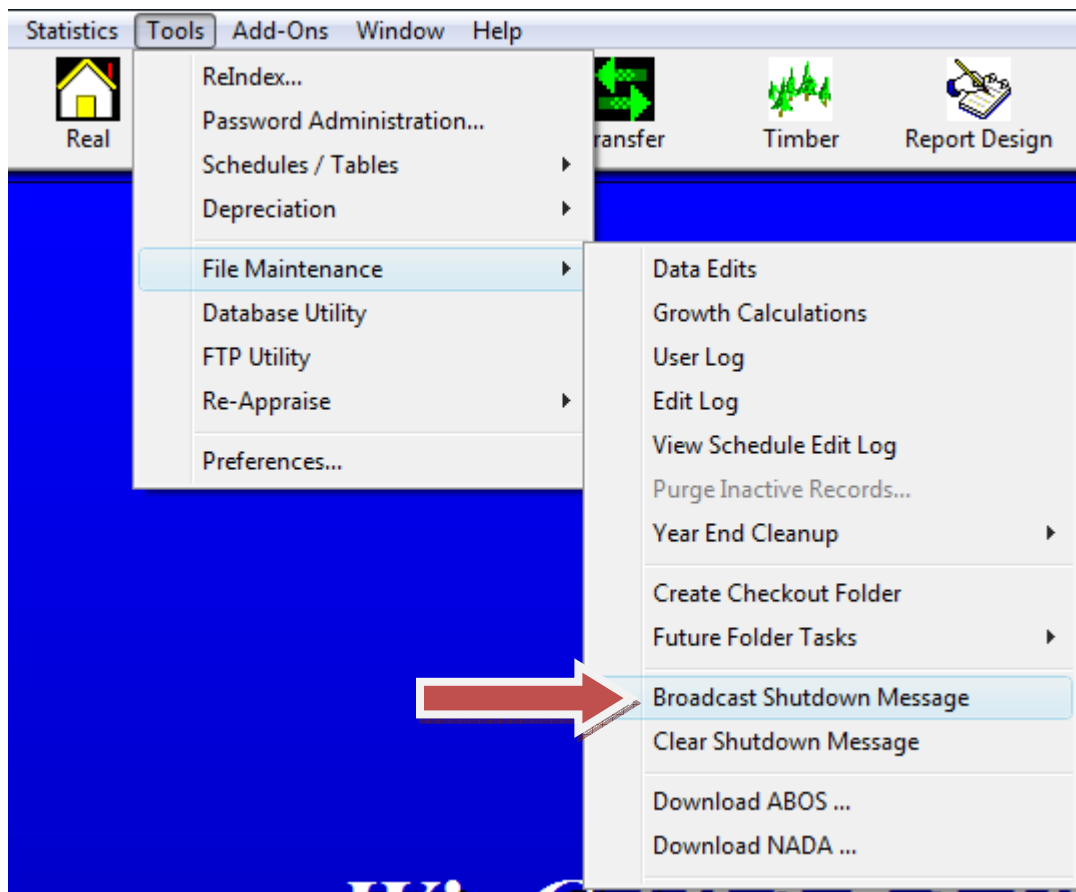 Statistics Tools Add-Ons Window Help
Real
ransfer
Timber
Report Design
ReIndex...
Password Administration...
Schedules / Tables
Depreciation
File Maintenance
Database Utility
FTP Utility
Re-Appraise
Preferences...
Data Edits
Growth Calculations
User Log
Edit Log
View Schedule Edit Log
Purge Inactive Records...
Year End Cleanup
Create Checkout Folder
Future Folder Tasks
Broadcast Shutdown Message
Clear Shutdown Message
Download ABOS ...
Download NADA ...